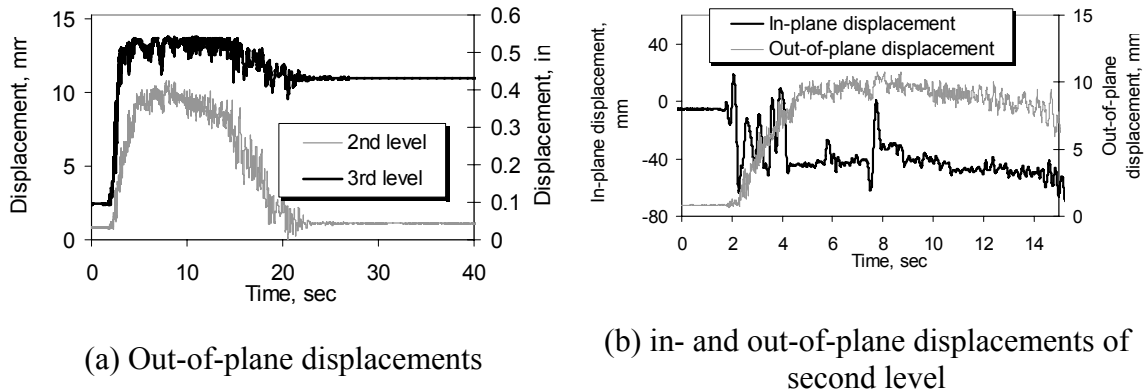 Displacement, mm
15
10
5
0
0.6
0.5
0.4
0.3
0.2
0.1
0
Displacement, in
2nd level
3rd level
0 10 20 30 40
Time, sec
(a) Out-of-plane displacements
In-plane displacement
Out-of-plane displacement
In-plane displacement,
mm
40
0
-40
-80
15
10
5
0
Out-of-plane
displacement, mm
0 2 4 6 8 10 12 14
Time, sec
(b) in- and out-of-plane displacements of
second level